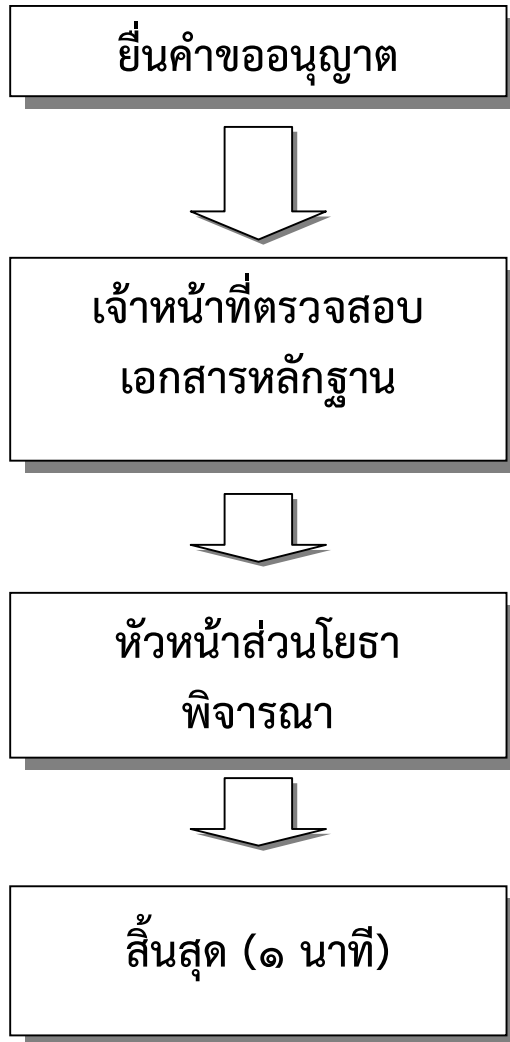 ยื่นคำขออนุญาต
เจ้าหน้าที่ตรวจสอบ
เอกสารหลักฐาน
หัวหน้าส่วนโยธา
พิจารณา
สิ้นสุด (๑ นาที)